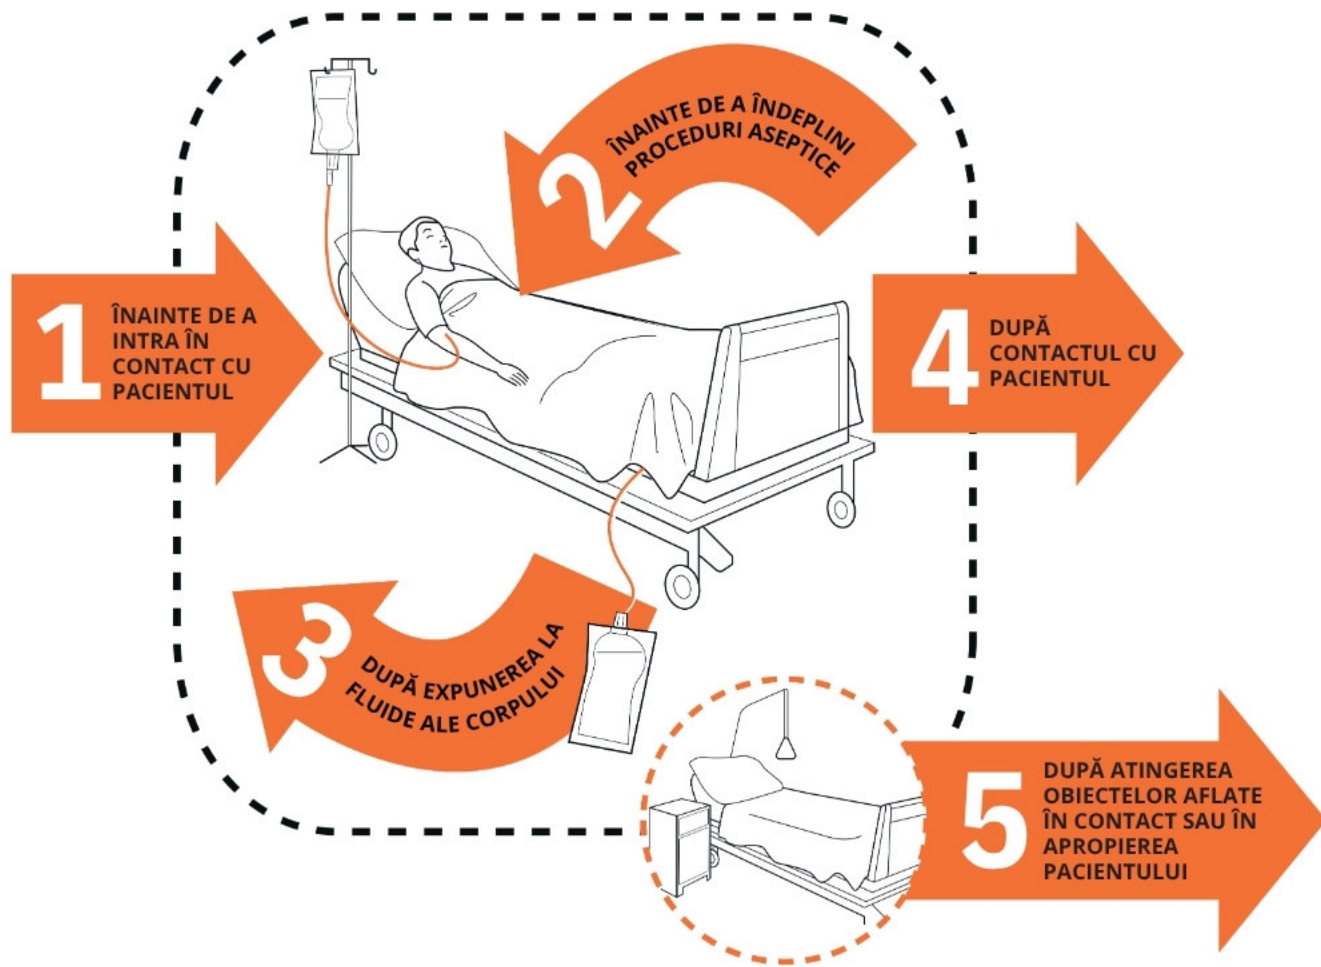 1
ÎNAINTE DE A
INTRA ÎN
CONTACT CU
PACIENTUL
2
ÎNAINTE DE A ÎNDEPLINI
PROCEDURI ASEPTICE
3
DUPĂ EXPUNEREA LA
FLUIDE ALE CORPULUI
4
DUPĂ
CONTACTUL CU
PACIENTUL
5
DUPĂ ATINGEREA
OBIECTELOR AFLATE
ÎN CONTACT SAU ÎN
APROPIEREA
PACIENTULUI